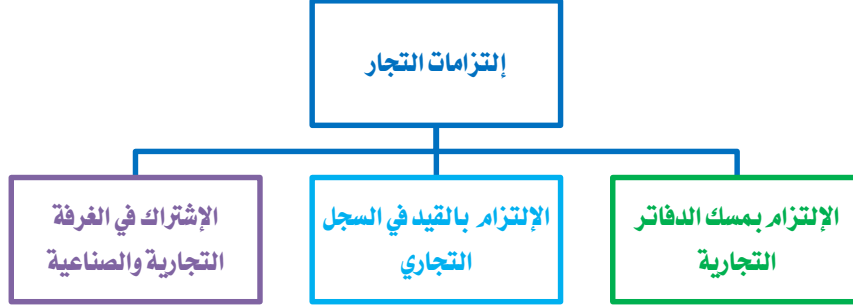 إلتزامات التجار
الإلتزام بمسك الدفاتر
التجارية
الإلتزام بالقيد في السجل
التجاري
الإشتراك في الغرفة
التجارية والصناعية